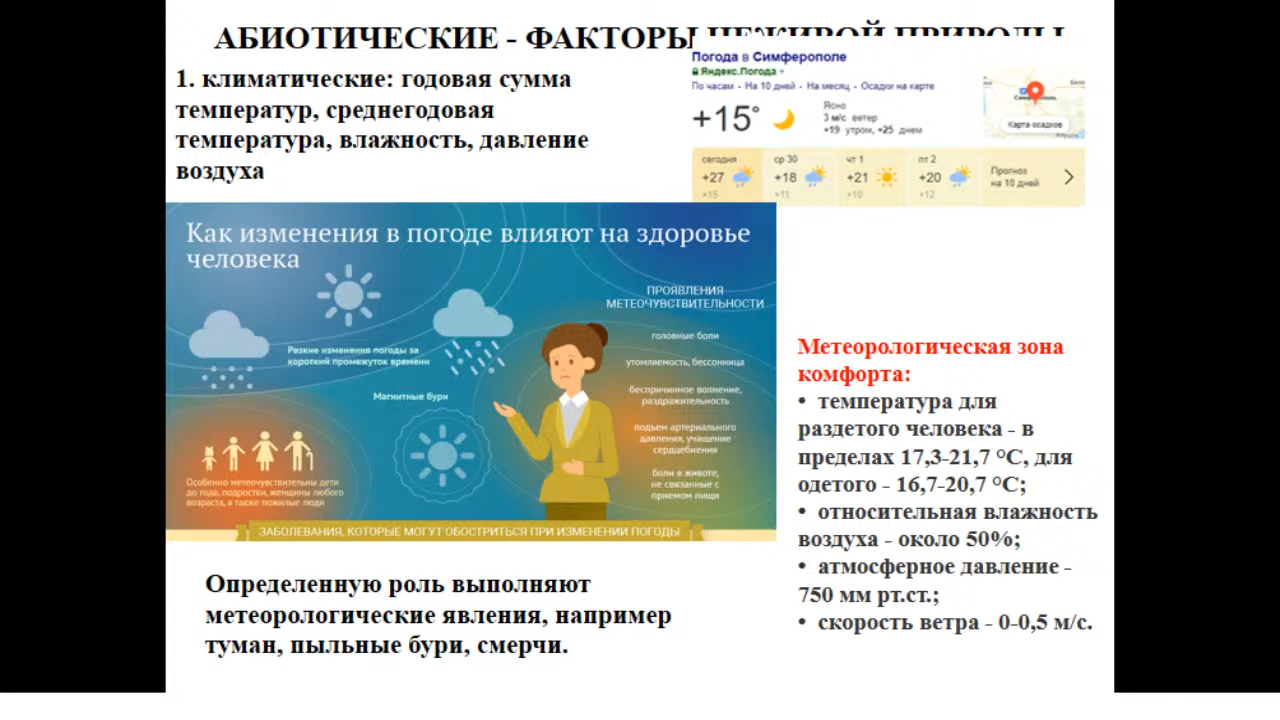 АБИОТИЧЕСКИЕ - ФАКТОРЫ НЕЖИВОЙ ПРИРОДЫ
1. климатические: годовая сумма
температур, среднегодовая
температура, влажность, давление
воздуха
Погода в Симферополе
Яндекс.Погода
По часам - На 10 дней - На месяц - Осадки на карте
+15°
Ясно
3 м/с ветер
+19 утром, +25 днем
Карта осадков
сегодня ср 30 чт 1 пт 2
+27 +18 +21 +20
+15 +11 +10 +12
Прогноз
на 10 дней
Как изменения в погоде влияют на здоровье
человека
Резкие изменения погоды за
короткий промежуток времени
Магнитные бури
Особенно метеочувствительны дети
до года, подростки, женщины любого
возраста, а также пожилые люди
ПРОЯВЛЕНИЯ
МЕТЕОЧУВСТВИТЕЛЬНОСТИ
головные боли
утомляемость, бессонница
беспричинное волнение,
раздражительность
подъем артериального
давления, учащение
сердцебиения
боли в животе,
не связанные с
приемом пищи
ЗАБОЛЕВАНИЯ, КОТОРЫЕ МОГУТ ОБОСТРИТЬСЯ ПРИ ИЗМЕНЕНИИ ПОГОДЫ
Метеорологическая зона
комфорта:
• температура для
раздетого человека - в
пределах 17,3-21,7 °С, для
одетого - 16,7-20,7 °С;
• относительная влажность
воздуха - около 50%;
• атмосферное давление -
750 мм рт.ст.;
• скорость ветра - 0-0,5 м/с.
Определенную роль выполняют
метеорологические явления, например
туман, пыльные бури, смерчи.